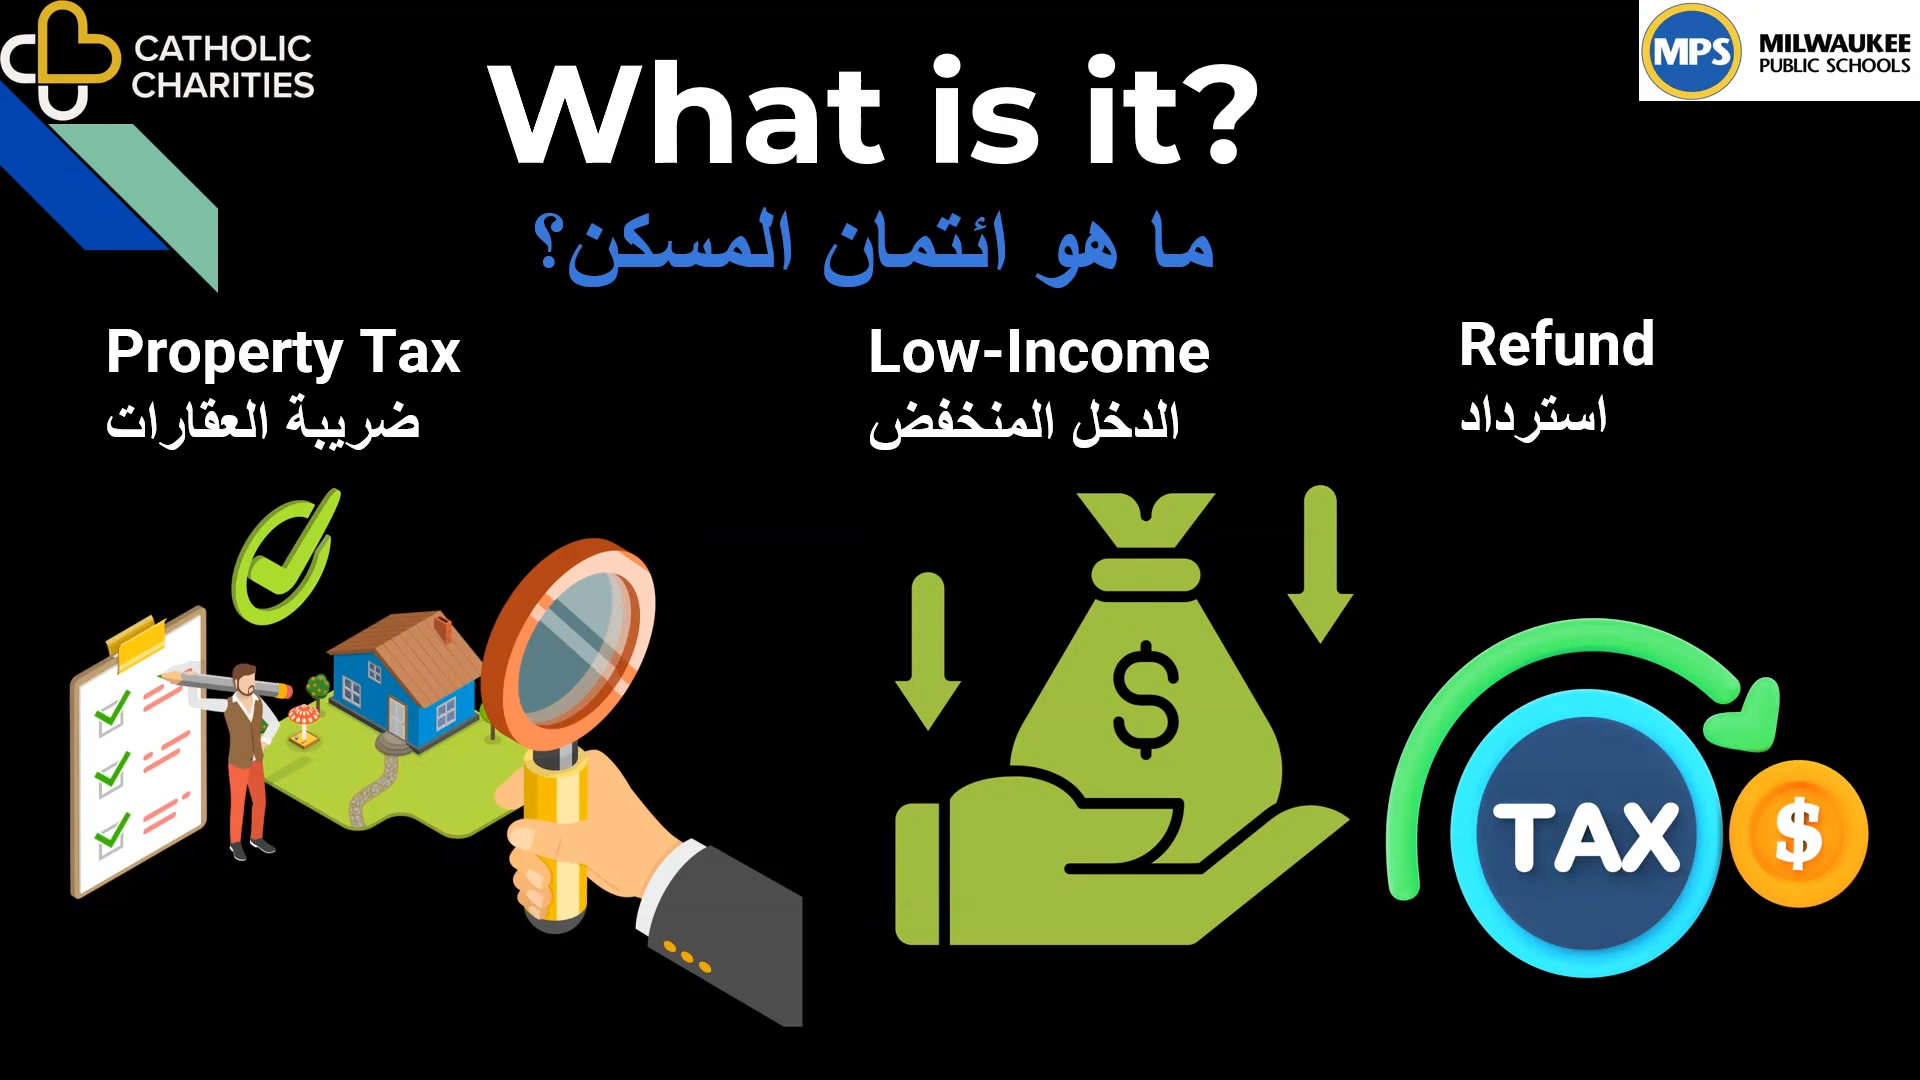 CATHOLIC
CHARITIES
What is it?
MPS
MILWAUKEE
PUBLIC SCHOOLS
ما هو ائتمان المسكن؟
Property Tax
ضريبة العقارات
Low-Income
الدخل المنخفض
Refund
استرداد
$
TAX
$